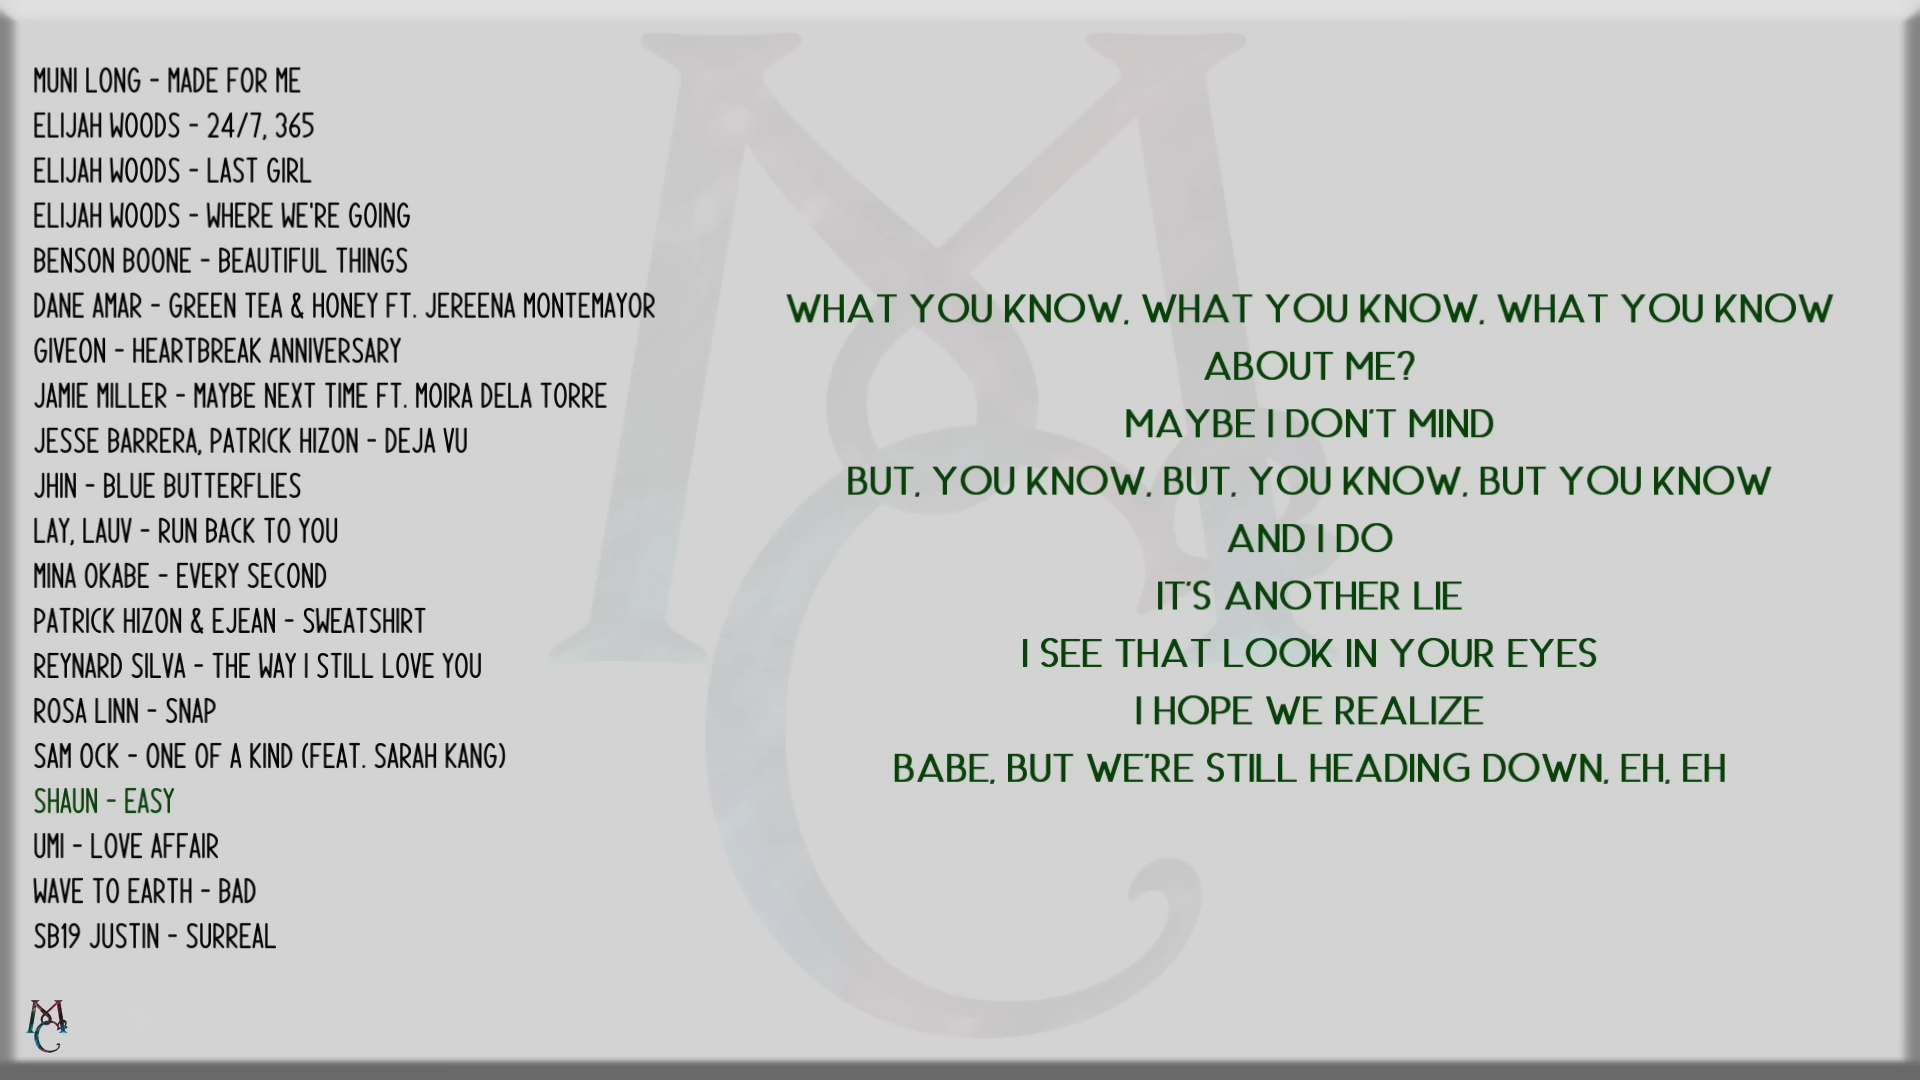 MUNI LONG - MADE FOR ME
ELIJAH WOODS - 24/7, 365
ELIJAH WOODS - LAST GIRL
ELIJAH WOODS - WHERE WE'RE GOING
BENSON BOONE - BEAUTIFUL THINGS
DANE AMAR - GREEN TEA & HONEY FT. JEREENA MONTEMAYOR
GIVEON - HEARTBREAK ANNIVERSARY
JAMIE MILLER - MAYBE NEXT TIME FT. MOIRA DELA TORRE
JESSE BARRERA, PATRICK HIZON - DEJA VU
JHIN - BLUE BUTTERFLIES
LAY, LAUV - RUN BACK TO YOU
MINA OKABE - EVERY SECOND
PATRICK HIZON & EJEAN - SWEATSHIRT
REYNARD SILVA - THE WAY I STILL LOVE YOU
ROSA LINN - SNAP
SAM OCK - ONE OF A KIND (FEAT. SARAH KANG)
SHAUN - EASY
UMI - LOVE AFFAIR
WAVE TO EARTH - BAD
SB19 JUSTIN - SURREAL
MC
WHAT YOU KNOW, WHAT YOU KNOW, WHAT YOU KNOW
ABOUT ME?
MAYBE I DON'T MIND
BUT, YOU KNOW, BUT, YOU KNOW, BUT YOU KNOW
AND I DO
IT'S ANOTHER LIE
I SEE THAT LOOK IN YOUR EYES
I HOPE WE REALIZE
BABE, BUT WE'RE STILL HEADING DOWN, EH, EH